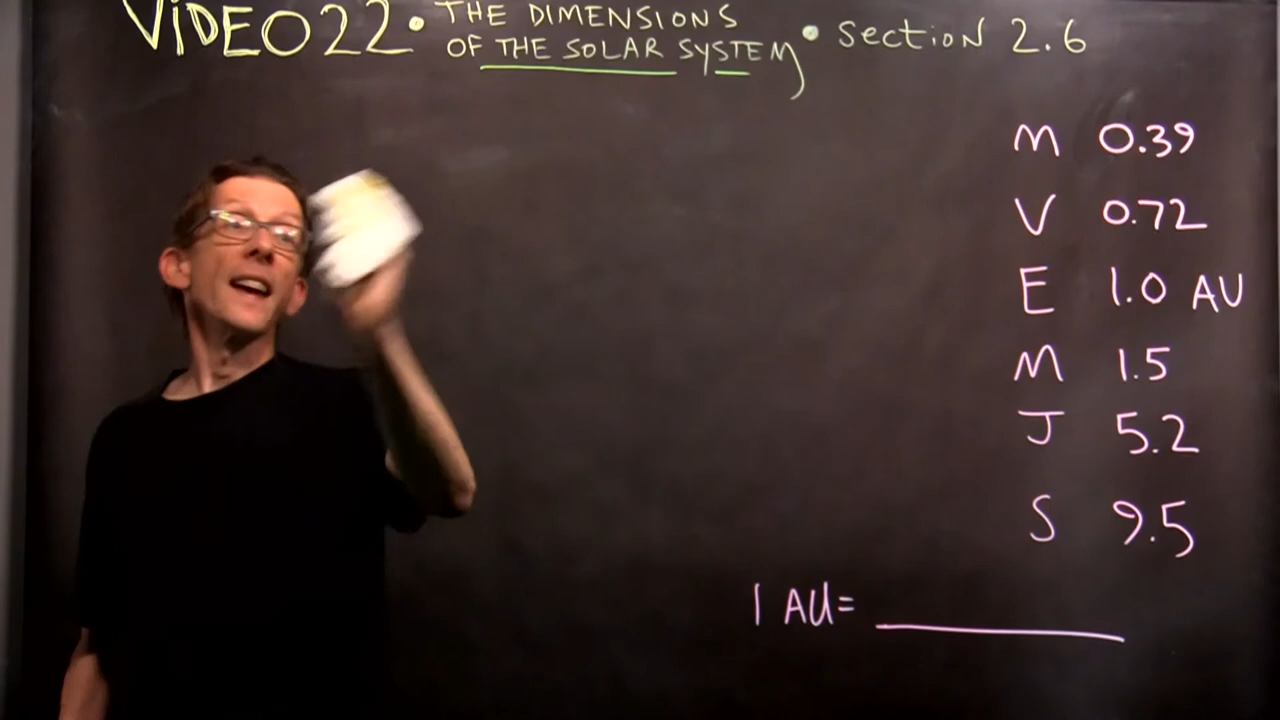 VIDEO 22 • THE DIMENSIONS
OF THE SOLAR SYSTEM • SECTION 2.6
M 0.39
V 0.72
E 1.0 AU
M 1.5
J 5.2
S 9.5
1 AU= ____________